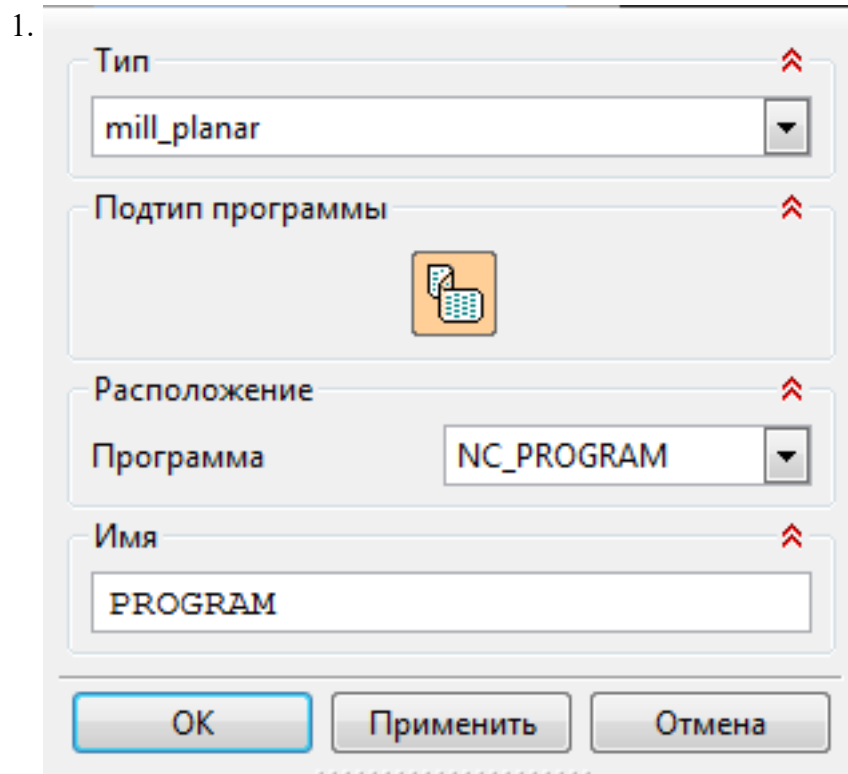 1.
Тип
mill_planar
Подтип программы
Расположение
Программа NC_PROGRAM
Имя
PROGRAM
OK Применить Отмена